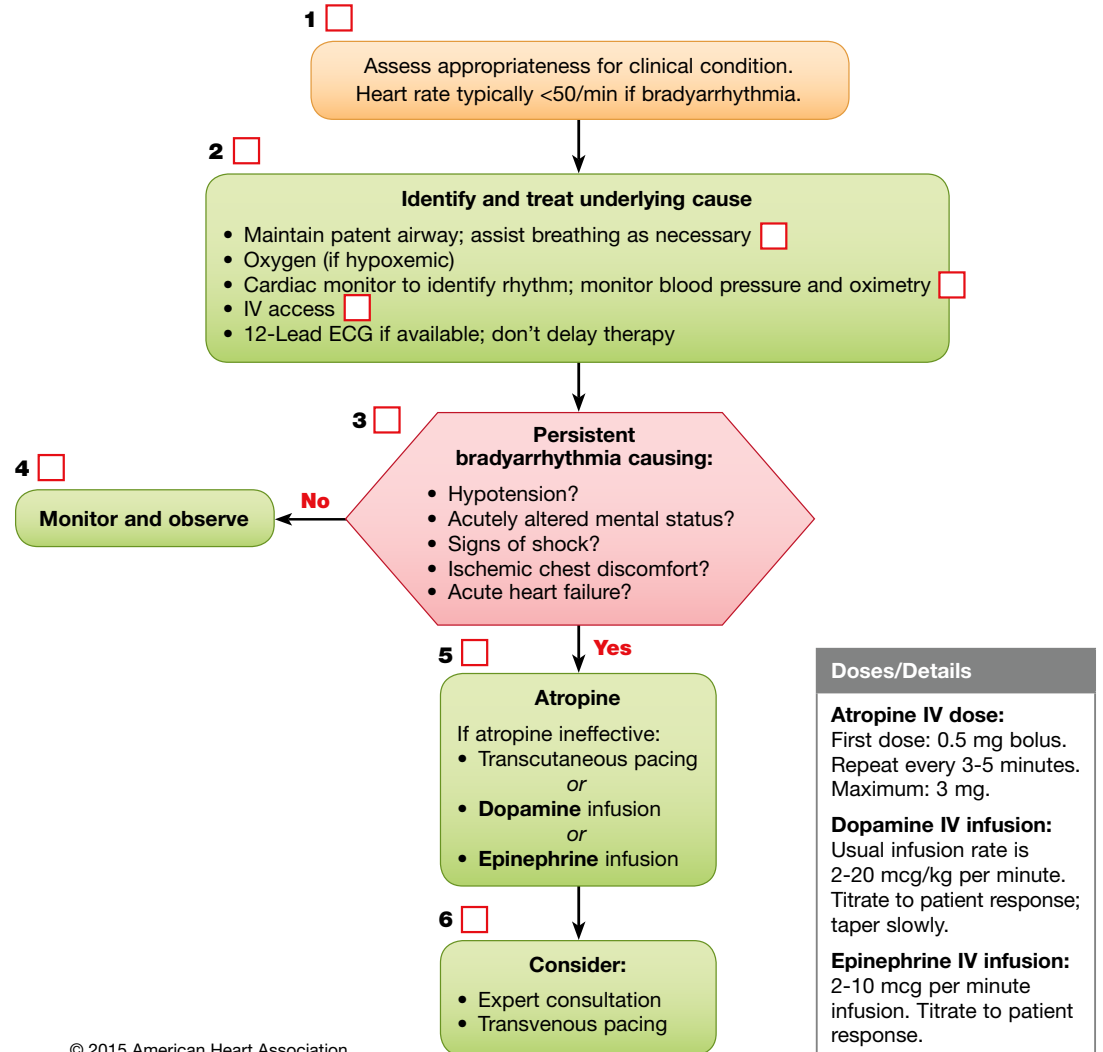 1
Assess appropriateness for clinical condition.
Heart rate typically <50/min if bradyarrhythmia.
2
Identify and treat underlying cause
• Maintain patent airway; assist breathing as necessary
• Oxygen (if hypoxemic)
• Cardiac monitor to identify rhythm; monitor blood pressure and oximetry
• IV access
• 12-Lead ECG if available; don't delay therapy
3
Persistent
bradyarrhythmia causing:
• Hypotension?
• Acutely altered mental status?
• Signs of shock?
• Ischemic chest discomfort?
• Acute heart failure?
4
No
Monitor and observe
Yes
5
Atropine
If atropine ineffective:
• Transcutaneous pacing
or
• Dopamine infusion
or
• Epinephrine infusion
6
Consider:
• Expert consultation
• Transvenous pacing
Doses/Details
Atropine IV dose:
First dose: 0.5 mg bolus.
Repeat every 3-5 minutes.
Maximum: 3 mg.
Dopamine IV infusion:
Usual infusion rate is
2-20 mcg/kg per minute.
Titrate to patient response;
taper slowly.
Epinephrine IV infusion:
2-10 mcg per minute
infusion. Titrate to patient
response.
© 2015 American Heart Association